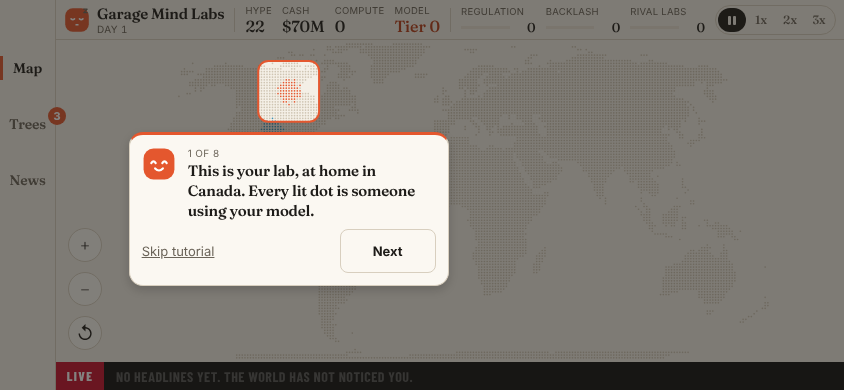 Garage Mind Labs
DAY 1
HYPE
22
CASH
$70M
COMPUTE
0
MODEL
Tier 0
REGULATION
0
BACKLASH
0
RIVAL LABS
0
1x
2x
3x
Map
Trees
3
News
1 OF 8
This is your lab, at home in
Canada. Every lit dot is someone
using your model.
Skip tutorial
Next
+
−
LIVE
NO HEADLINES YET. THE WORLD HAS NOT NOTICED YOU.